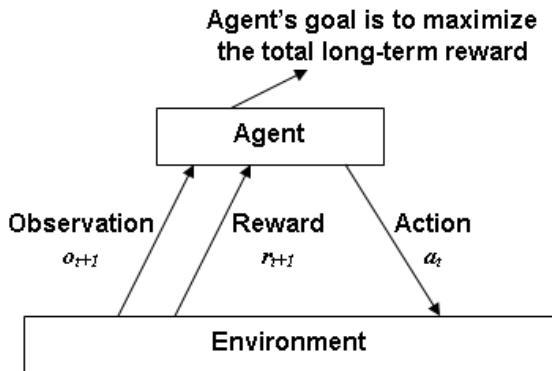 Agent's goal is to maximize
the total long-term reward
Agent
Observation Reward Action
o_{t+1} r_{t+1} a_t
Environment